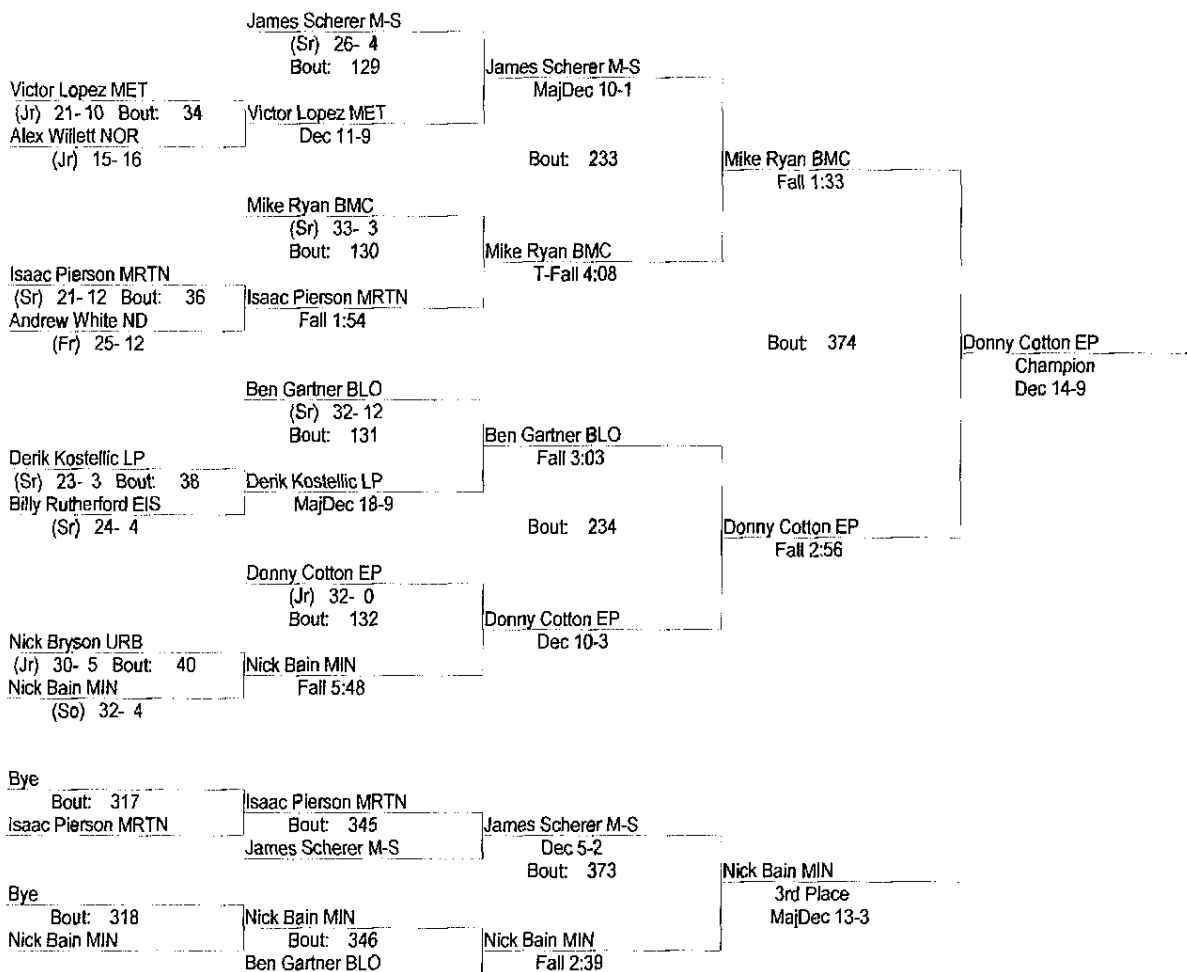 James Scherer M-S
(Sr) 26- 4
Bout: 129
James Scherer M-S
MajDec 10-1
Victor Lopez MET
(Jr) 21-10 Bout: 34
Victor Lopez MET
Dec 11-9
Alex Willett NOR
(Jr) 15- 16
Bout: 233
Mike Ryan BMC
Fall 1:33
Mike Ryan BMC
(Sr) 33- 3
Bout: 130
Mike Ryan BMC
T-Fall 4:08
Isaac Pierson MRTN
(Sr) 21-12 Bout: 36
Isaac Pierson MRTN
Fall 1:54
Andrew White ND
(Fr) 25- 12
Bout: 374
Donny Cotton EP
Champion
Dec 14-9
Ben Gartner BLO
(Sr) 32- 12
Bout: 131
Ben Gartner BLO
Fall 3:03
Derik Kostellic LP
(Sr) 23- 3 Bout: 38
Derik Kostellic LP
MajDec 18-9
Billy Rutherford EIS
(Sr) 24- 4
Bout: 234
Donny Cotton EP
Fall 2:56
Donny Cotton EP
(Jr) 32- 0
Bout: 132
Donny Cotton EP
Dec 10-3
Nick Bryson URB
(Jr) 30- 5 Bout: 40
Nick Bain MIN
Fall 5:48
Nick Bain MIN
(So) 32- 4
Bye
Bout: 317
Isaac Pierson MRTN
Isaac Pierson MRTN
Bout: 345
James Scherer M-S
James Scherer M-S
Dec 5-2
Bout: 373
Nick Bain MIN
3rd Place
MajDec 13-3
Bye
Bout: 318
Nick Bain MIN
Nick Bain MIN
Bout: 346
Ben Gartner BLO
Nick Bain MIN
Fall 2:39